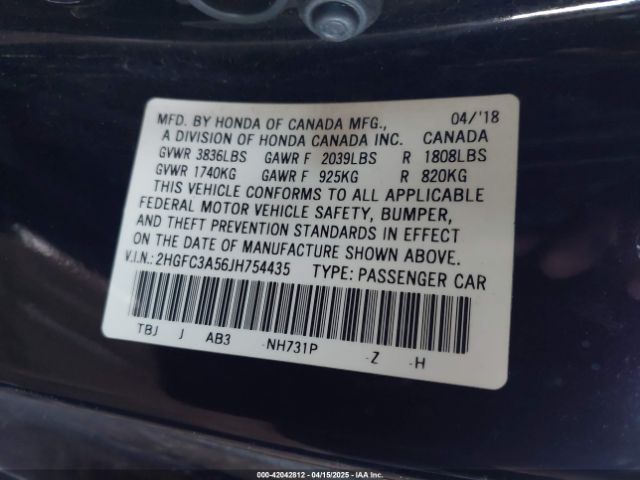 MFD. BY HONDA OF CANADA MFG., 04/'18
A DIVISION OF HONDA CANADA INC. CANADA
GVWR 3836LBS GAWR F 2039LBS R 1808LBS
GVWR 1740KG GAWR F 925KG R 820KG
THIS VEHICLE CONFORMS TO ALL APPLICABLE
FEDERAL MOTOR VEHICLE SAFETY, BUMPER,
AND THEFT PREVENTION STANDARDS IN EFFECT
ON THE DATE OF MANUFACTURE SHOWN ABOVE.
V.I.N.: 2HGFC3A56JH754435 TYPE: PASSENGER CAR
TBJ J AB3 -NH731P -Z -H
000-42042612 - 04/15/2025 - IAAI.COM